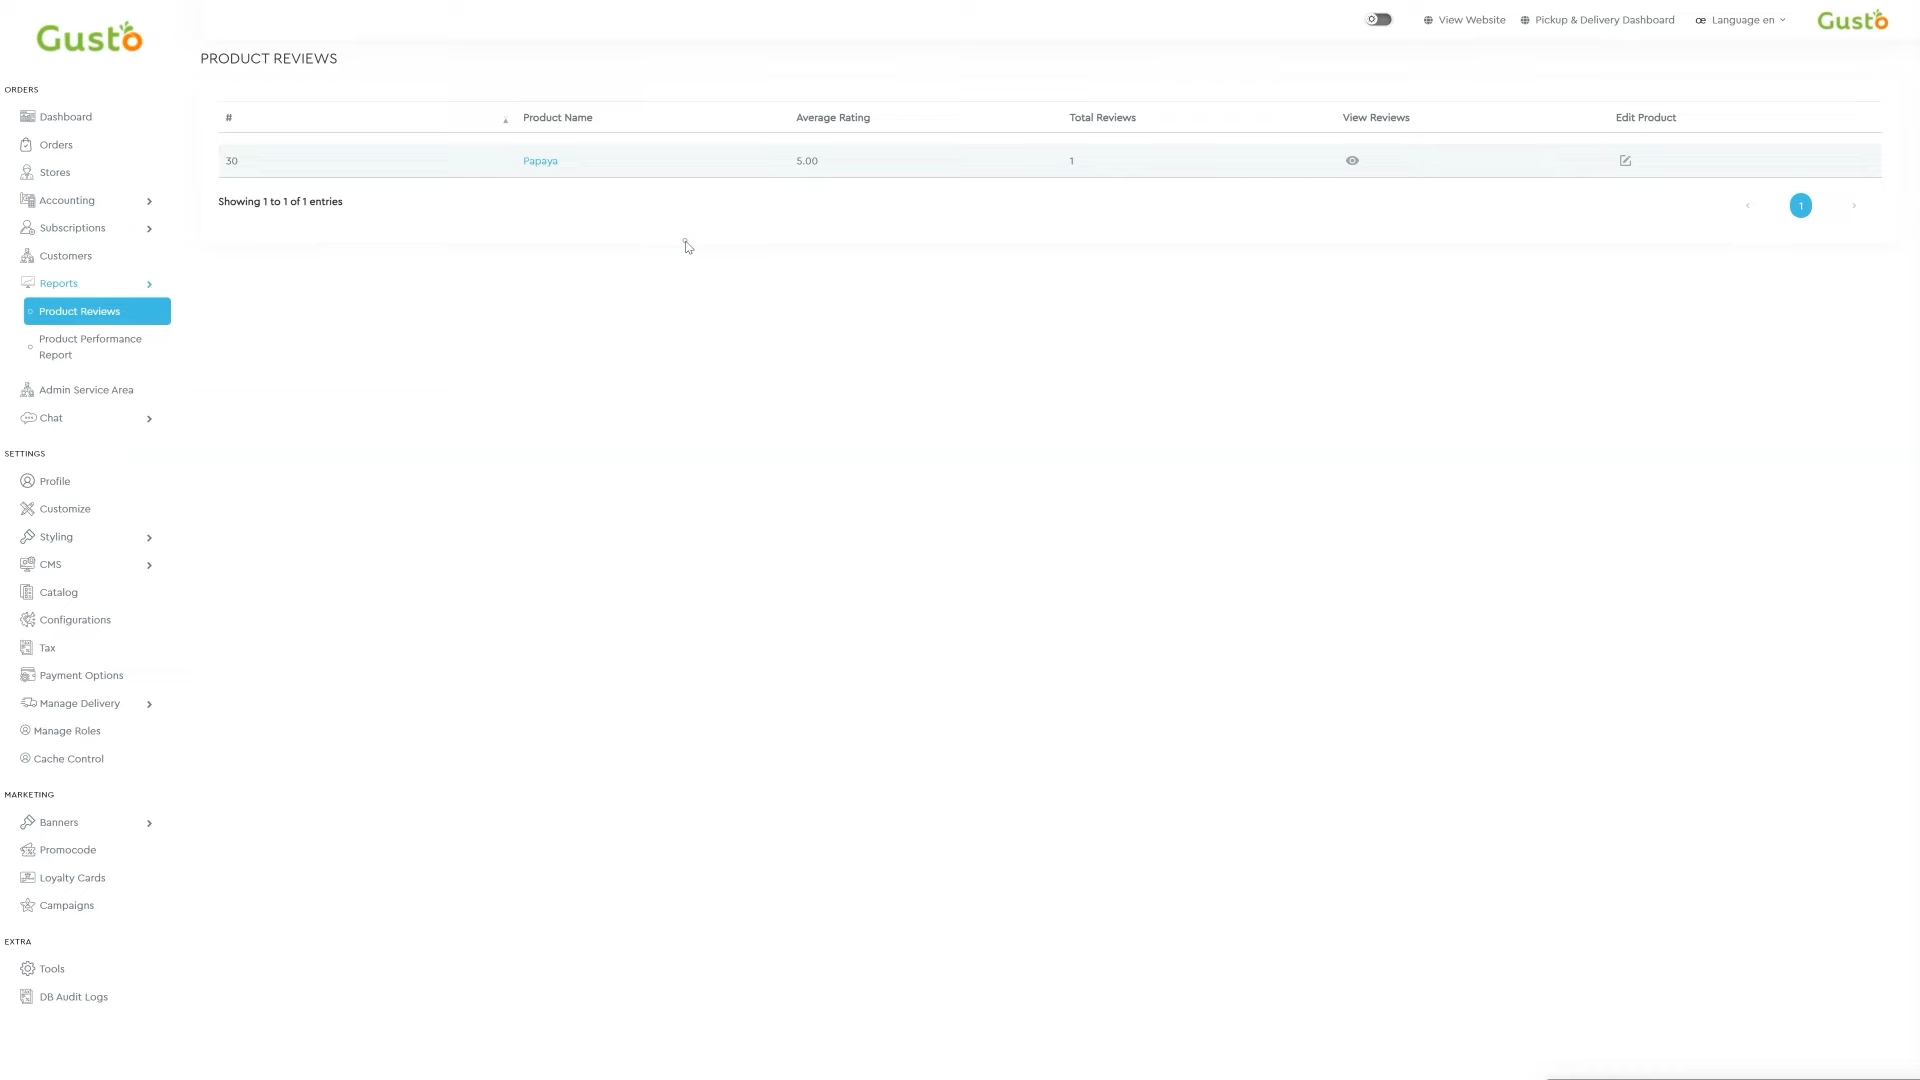 Gusto
View Website
Pickup & Delivery Dashboard
Language en
Gusto
PRODUCT REVIEWS
ORDERS
Dashboard
Orders
Stores
Accounting
Subscriptions
Customers
Reports
Product Reviews
Product Performance
Report
Admin Service Area
Chat
SETTINGS
Profile
Customize
Styling
CMS
Catalog
Configurations
Tax
Payment Options
Manage Delivery
Manage Roles
Cache Control
MARKETING
Banners
Promocode
Loyalty Cards
Campaigns
EXTRA
Tools
DB Audit Logs
# Product Name Average Rating Total Reviews View Reviews Edit Product
30 Papaya 5.00 1
Showing 1 to 1 of 1 entries
‹ 1 ›